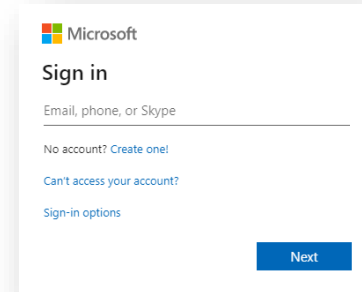 Microsoft
Sign in
Email, phone, or Skype
No account? Create one!
Can't access your account?
Sign-in options
Next